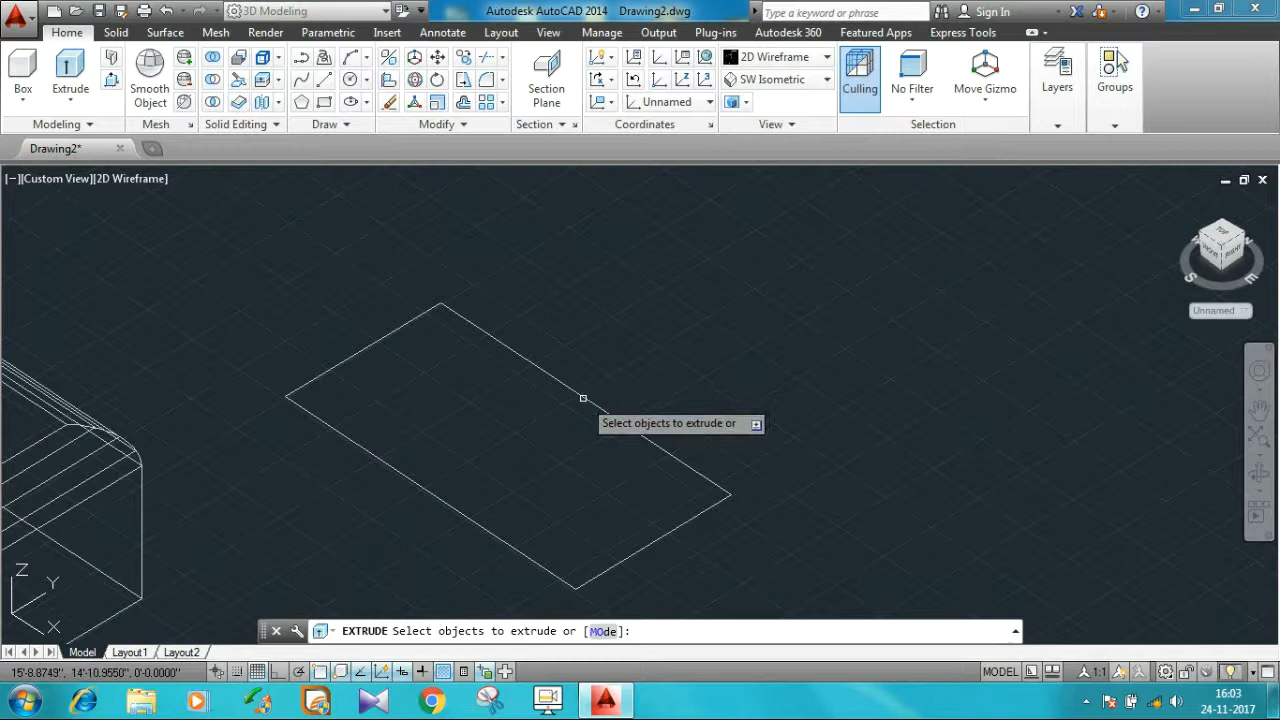 3D Modeling
Autodesk AutoCAD 2014 Drawing2.dwg
Type a keyword or phrase
Sign In
Home Solid Surface Mesh Render Parametric Insert Annotate Layout View Manage Output Plug-ins Autodesk 360 Featured Apps Express Tools
Box
Extrude
Smooth
Object
Section
Plane
2D Wireframe
SW Isometric
Unnamed
Culling
No Filter
Move Gizmo
Layers
Groups
Modeling Mesh Solid Editing Draw Modify Section Coordinates View Selection
Drawing2*
[−][Custom View][2D Wireframe]
TOP
RIGHT
S
E
Unnamed
Select objects to extrude or
Z
Y
X
EXTRUDE Select objects to extrude or [MOde]:
Model Layout1 Layout2
15'-8.8749", 14'-10.9550", 0'-0.0000"
MODEL
1:1
16:03
24-11-2017